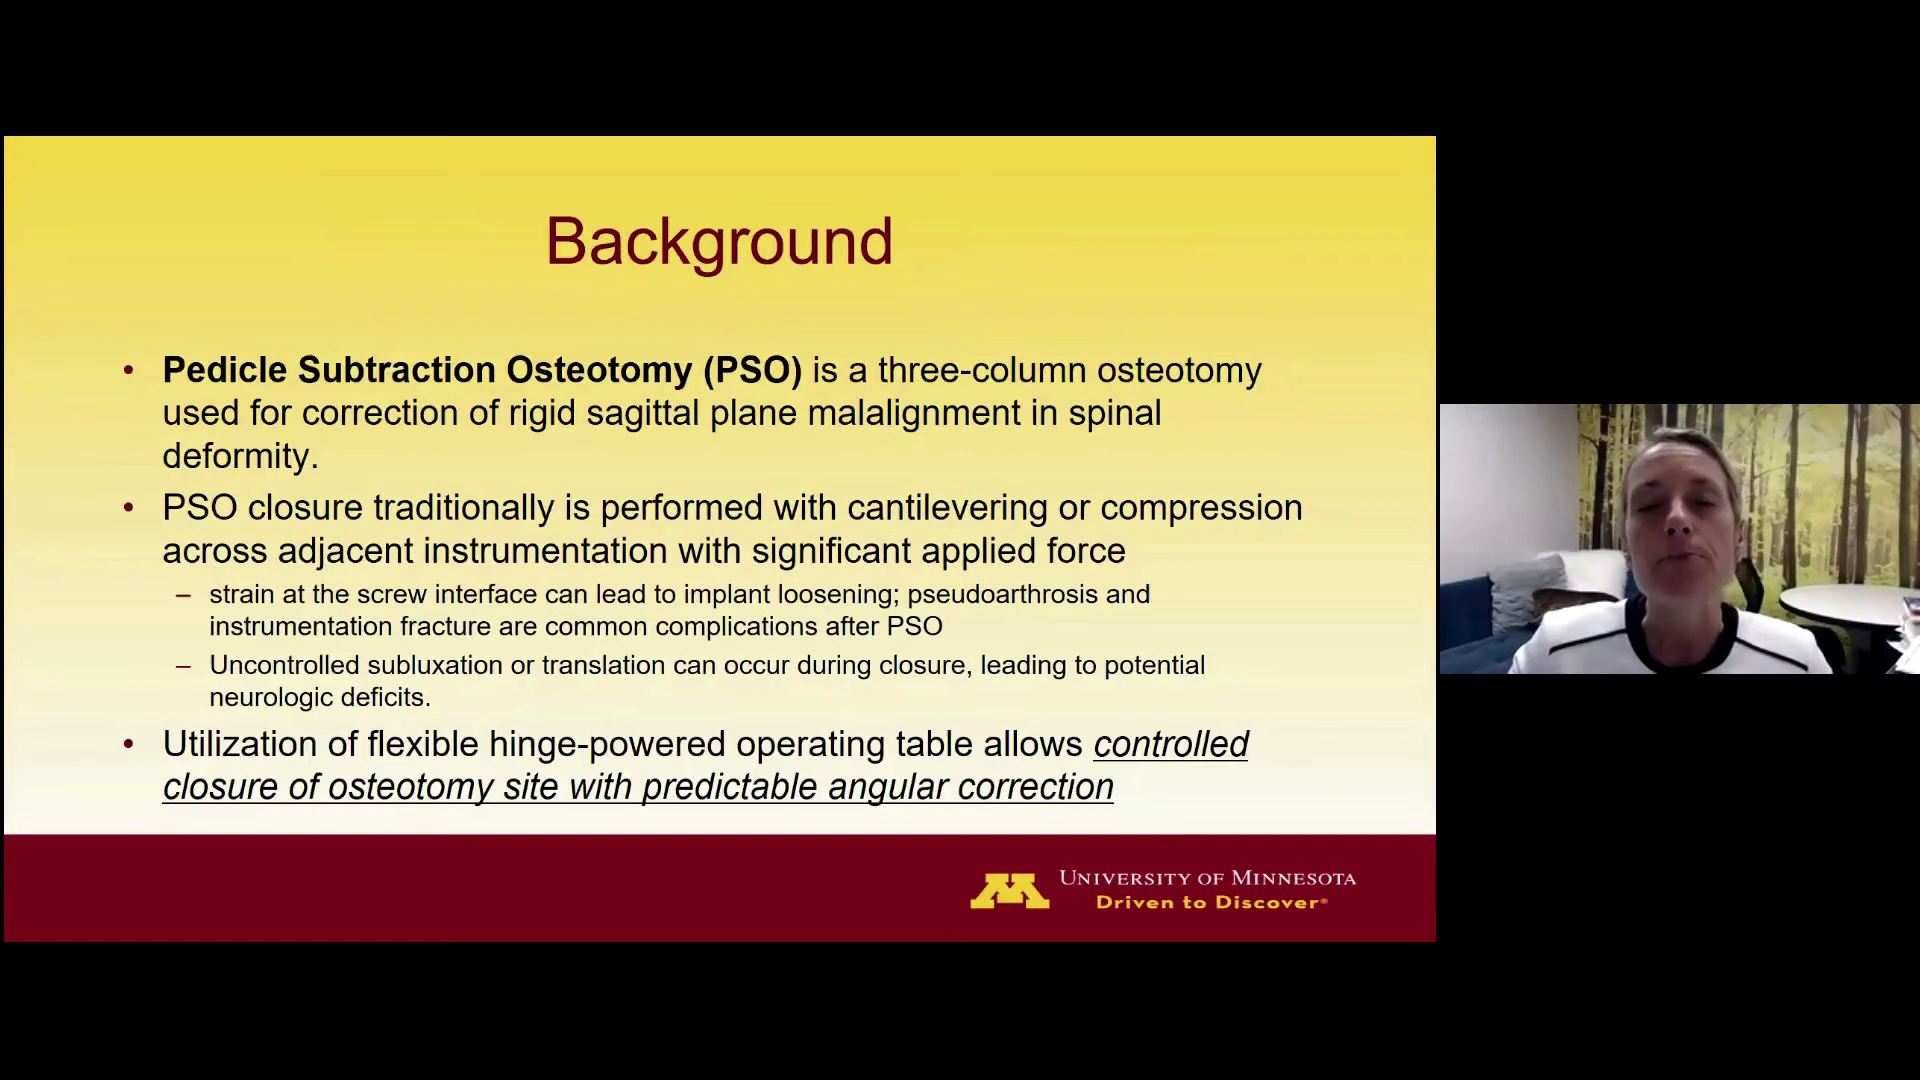 Background
• Pedicle Subtraction Osteotomy (PSO) is a three-column osteotomy
used for correction of rigid sagittal plane malalignment in spinal
deformity.
• PSO closure traditionally is performed with cantilevering or compression
across adjacent instrumentation with significant applied force
– strain at the screw interface can lead to implant loosening; pseudoarthrosis and
instrumentation fracture are common complications after PSO
– Uncontrolled subluxation or translation can occur during closure, leading to potential
neurologic deficits.
• Utilization of flexible hinge-powered operating table allows controlled
closure of osteotomy site with predictable angular correction
M
UNIVERSITY OF MINNESOTA
Driven to Discover®